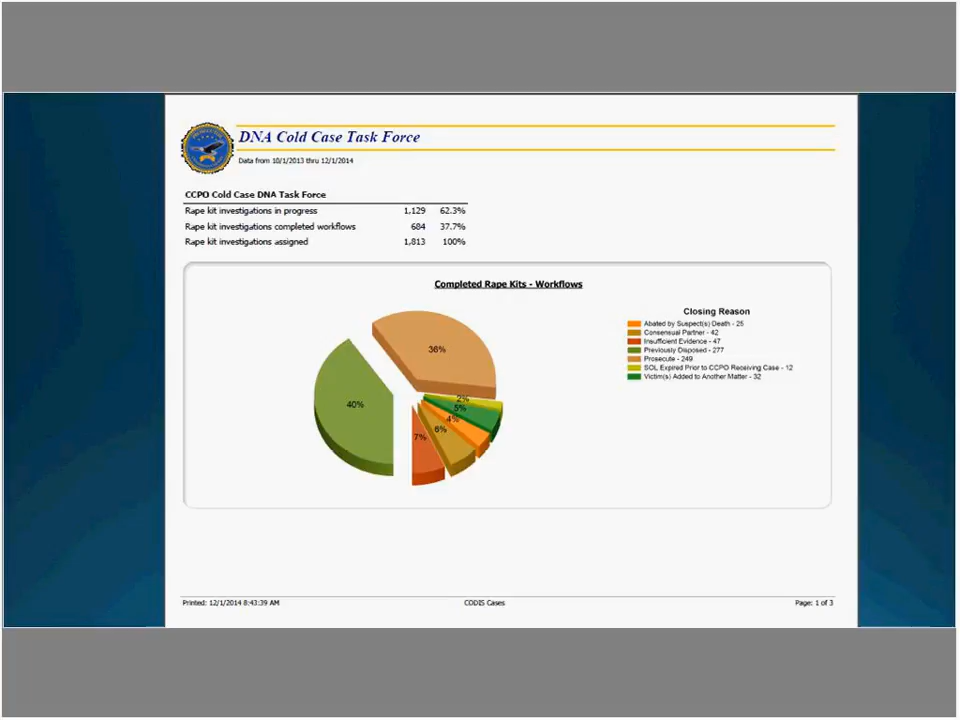 DNA Cold Case Task Force
Data from 10/1/2013 thru 12/1/2014
CCPO Cold Case DNA Task Force
Rape kit investigations in progress 1,129 62.3%
Rape kit investigations completed workflows 684 37.7%
Rape kit investigations assigned 1,813 100%
Completed Rape Kits - Workflows
Closing Reason
Abated by Suspect(s) Death - 25
Consensual Partner - 42
Insufficient Evidence - 47
Previously Disposed - 277
Prosecute - 249
SOL Expired Prior to CCPO Receiving Case - 12
Victim(s) Added to Another Matter - 32
36%
40%
2%
5%
4%
6%
7%
Printed: 12/1/2014 8:43:39 AM CODIS Cases Page: 1 of 3